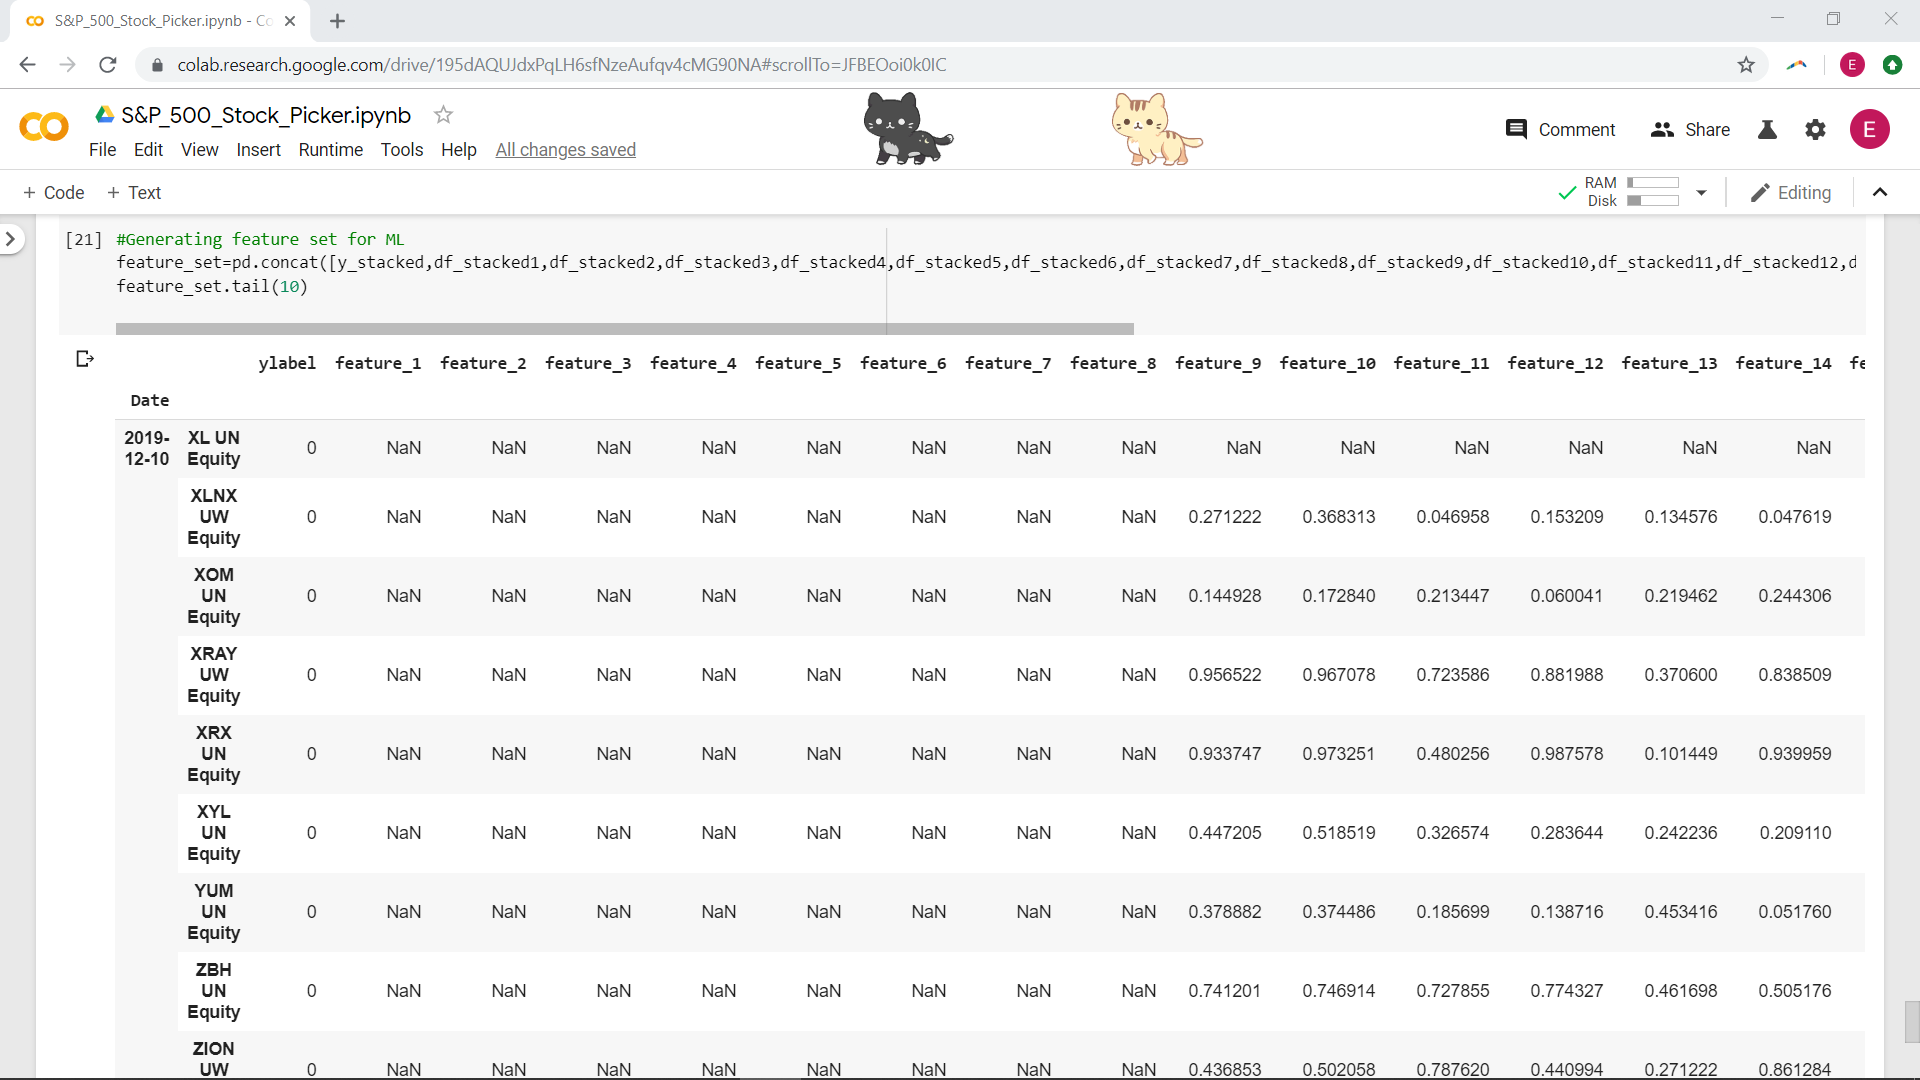 S&P_500_Stock_Picker.ipynb - Co
colab.research.google.com/drive/195dAQUJdxPqLH6sfNzeAufqv4cMG90NA#scrollTo=JFBEOoi0k0IC
E
S&P_500_Stock_Picker.ipynb
Comment Share E
File Edit View Insert Runtime Tools Help All changes saved
+ Code + Text RAM Disk Editing
[21] #Generating feature set for ML
feature_set=pd.concat([y_stacked,df_stacked1,df_stacked2,df_stacked3,df_stacked4,df_stacked5,df_stacked6,df_stacked7,df_stacked8,df_stacked9,df_stacked10,df_stacked11,df_stacked12,d
feature_set.tail(10)
ylabel feature_1 feature_2 feature_3 feature_4 feature_5 feature_6 feature_7 feature_8 feature_9 feature_10 feature_11 feature_12 feature_13 feature_14 fe
Date
2019-12-10 XL UN Equity 0 NaN NaN NaN NaN NaN NaN NaN NaN NaN NaN NaN NaN NaN NaN
XLNX UW Equity 0 NaN NaN NaN NaN NaN NaN NaN NaN 0.271222 0.368313 0.046958 0.153209 0.134576 0.047619
XOM UN Equity 0 NaN NaN NaN NaN NaN NaN NaN NaN 0.144928 0.172840 0.213447 0.060041 0.219462 0.244306
XRAY UW Equity 0 NaN NaN NaN NaN NaN NaN NaN NaN 0.956522 0.967078 0.723586 0.881988 0.370600 0.838509
XRX UN Equity 0 NaN NaN NaN NaN NaN NaN NaN NaN 0.933747 0.973251 0.480256 0.987578 0.101449 0.939959
XYL UN Equity 0 NaN NaN NaN NaN NaN NaN NaN NaN 0.447205 0.518519 0.326574 0.283644 0.242236 0.209110
YUM UN Equity 0 NaN NaN NaN NaN NaN NaN NaN NaN 0.378882 0.374486 0.185699 0.138716 0.453416 0.051760
ZBH UN Equity 0 NaN NaN NaN NaN NaN NaN NaN NaN 0.741201 0.746914 0.727855 0.774327 0.461698 0.505176
ZION UW 0 NaN NaN NaN NaN NaN NaN NaN NaN 0.436853 0.502058 0.787620 0.440994 0.271222 0.861284